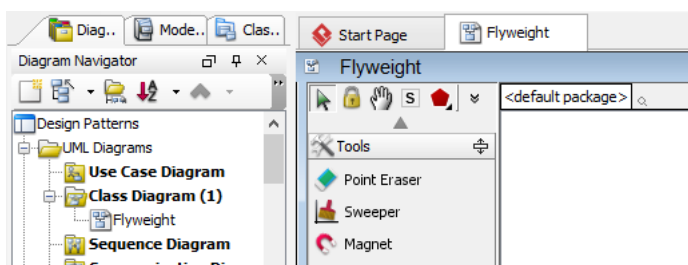 Diag..
Mode..
Clas..
Start Page
Flyweight
Diagram Navigator
Flyweight
S
<default package>
Design Patterns
UML Diagrams
Use Case Diagram
Class Diagram (1)
Flyweight
Sequence Diagram
Tools
Point Eraser
Sweeper
Magnet